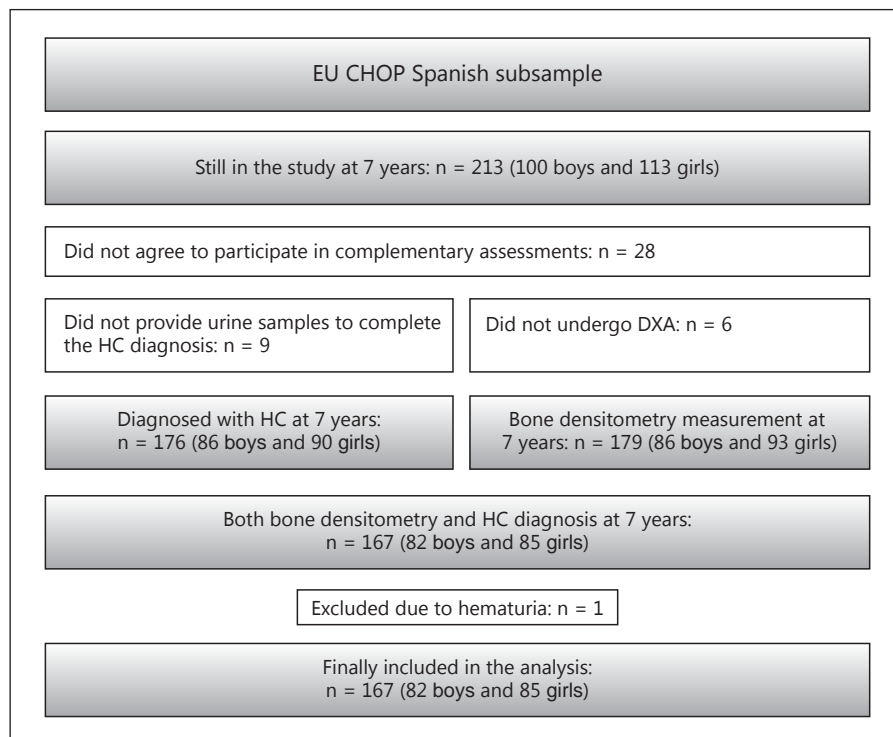 EU CHOP Spanish subsample
Still in the study at 7 years: n = 213 (100 boys and 113 girls)
Did not agree to participate in complementary assessments: n = 28
Did not provide urine samples to complete
the HC diagnosis: n = 9
Did not undergo DXA: n = 6
Diagnosed with HC at 7 years:
n = 176 (86 boys and 90 girls)
Bone densitometry measurement at
7 years: n = 179 (86 boys and 93 girls)
Both bone densitometry and HC diagnosis at 7 years:
n = 167 (82 boys and 85 girls)
Excluded due to hematuria: n = 1
Finally included in the analysis:
n = 167 (82 boys and 85 girls)